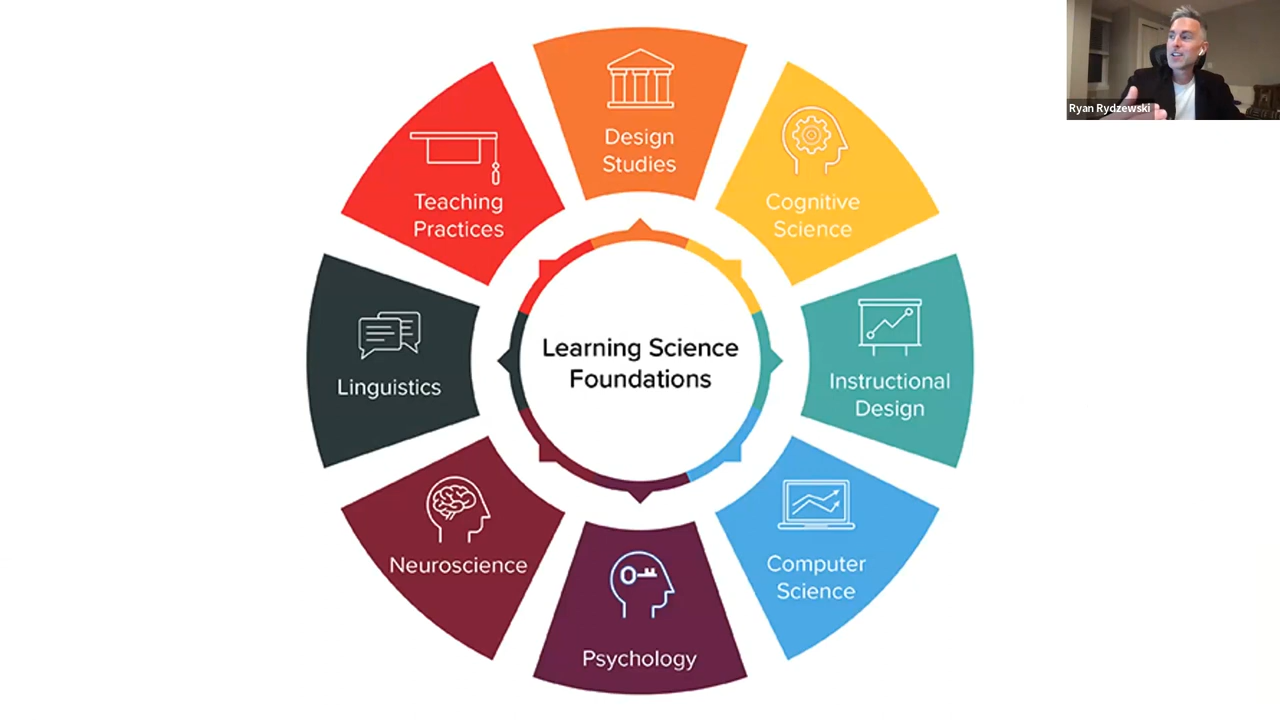 Design
Studies
Cognitive
Science
Instructional
Design
Computer
Science
Psychology
Neuroscience
Linguistics
Teaching
Practices
Learning Science
Foundations
Ryan Rydzewski